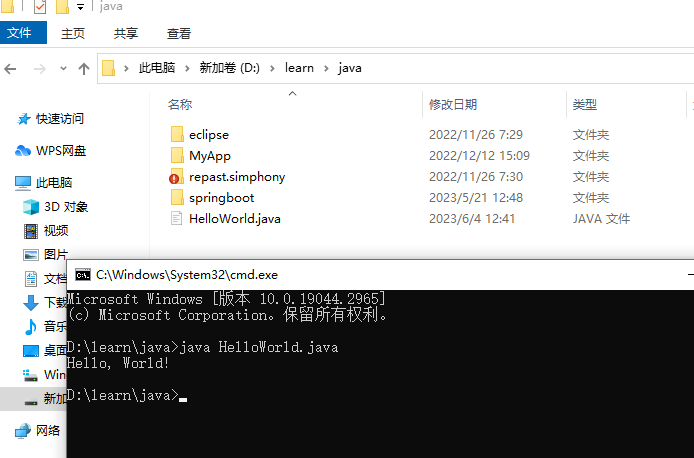 java
文件 主页 共享 查看
此电脑 新加卷 (D:) learn java
名称 修改日期 类型
快速访问
WPS网盘
此电脑
3D 对象
视频
图片
文档
下载
音乐
桌面
Win
新加
网络
eclipse 2022/11/26 7:29 文件夹
MyApp 2022/12/12 15:09 文件夹
repast.simphony 2022/11/26 7:30 文件夹
springboot 2023/5/21 12:48 文件夹
HelloWorld.java 2023/6/4 12:41 JAVA 文件
C:\Windows\System32\cmd.exe
Microsoft Windows [版本 10.0.19044.2965]
(c) Microsoft Corporation。保留所有权利。
D:\learn\java>java HelloWorld.java
Hello, World!
D:\learn\java>